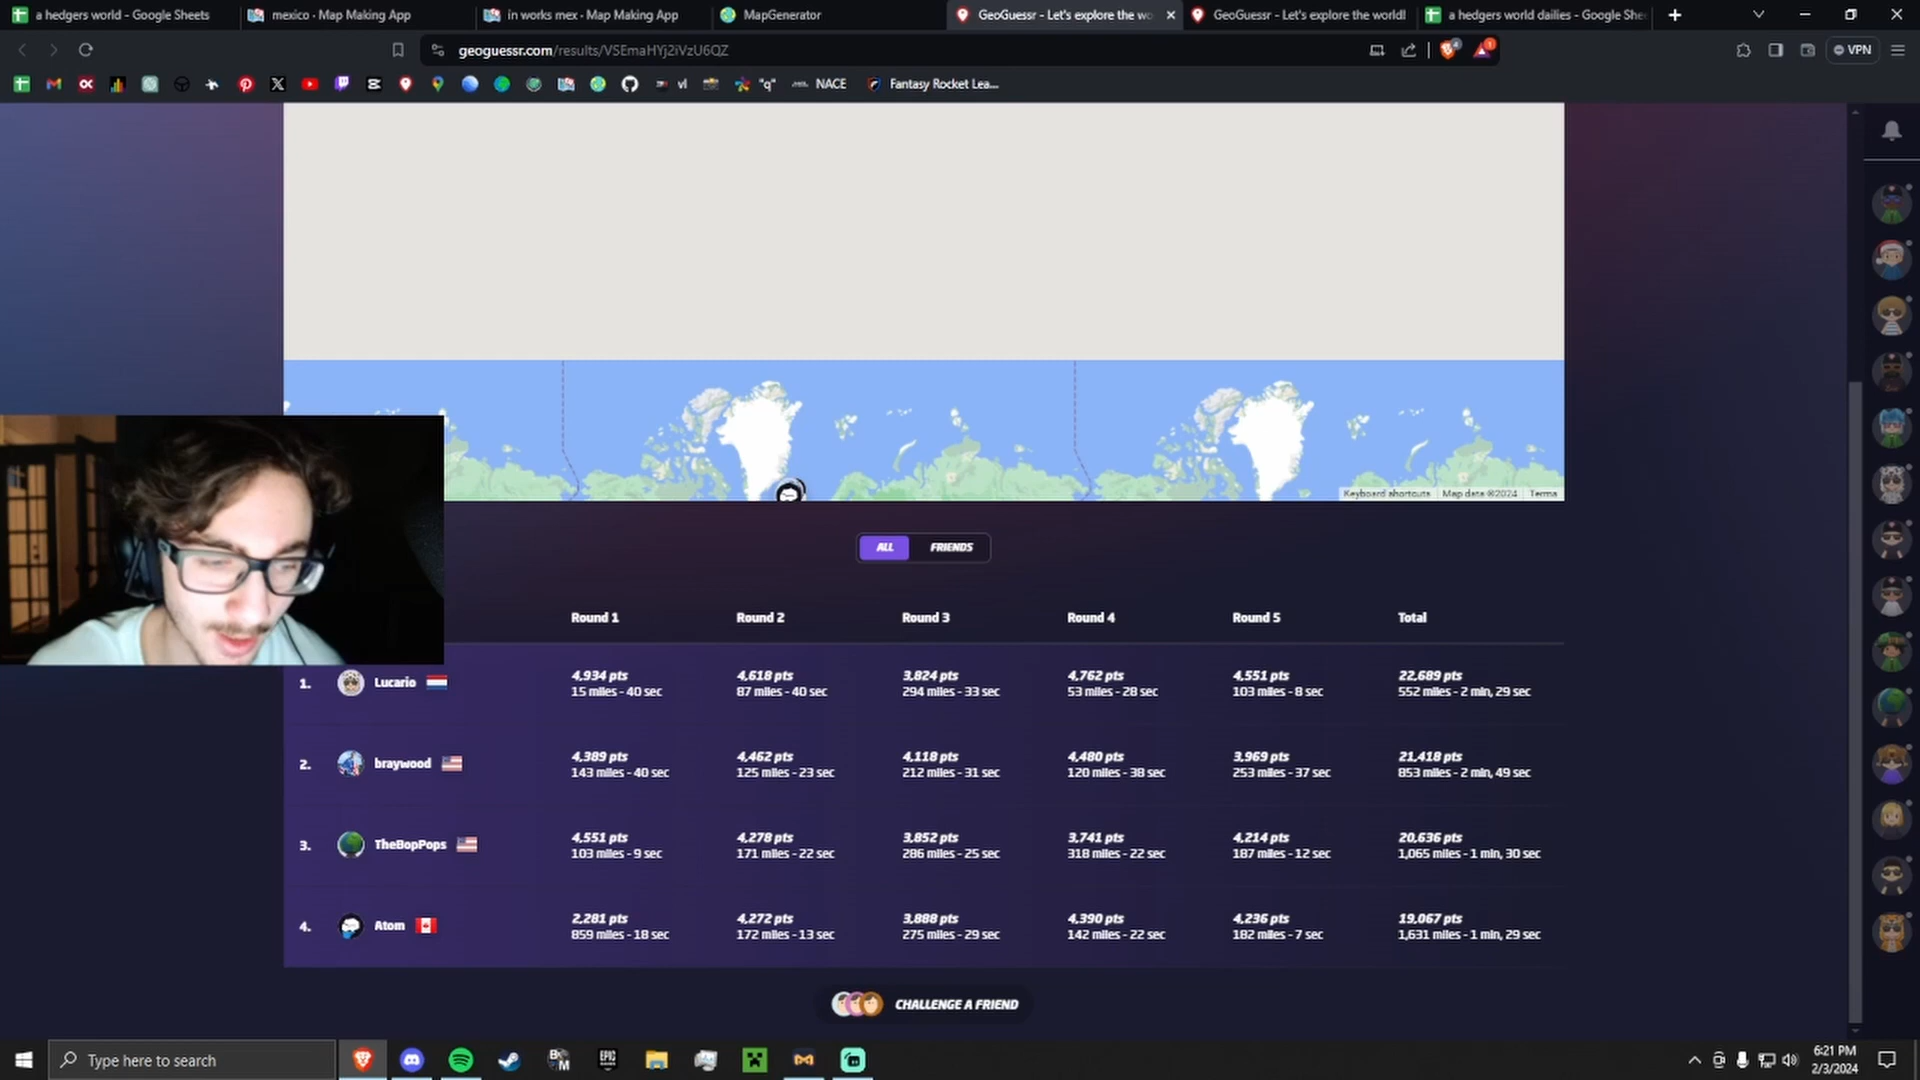 a hedgers world - Google Sheets
mexico - Map Making App
in works mex - Map Making App
MapGenerator
GeoGuessr - Let's explore the wo
GeoGuessr - Let's explore the world!
a hedgers world dailies - Google She
geoguessr.com/results/VSEmaHYj2iVzU6QZ
VPN
vl
"q"
NACE
Fantasy Rocket Lea...
Keyboard shortcuts
Map data ©2024
Terms
ALL
FRIENDS
Round 1
Round 2
Round 3
Round 4
Round 5
Total
1. Lucario
4,934 pts
15 miles - 40 sec
4,618 pts
87 miles - 40 sec
3,824 pts
294 miles - 33 sec
4,762 pts
53 miles - 28 sec
4,551 pts
103 miles - 8 sec
22,689 pts
552 miles - 2 min, 29 sec
2. braywood
4,389 pts
143 miles - 40 sec
4,462 pts
125 miles - 23 sec
4,118 pts
212 miles - 31 sec
4,480 pts
120 miles - 38 sec
3,969 pts
253 miles - 37 sec
21,418 pts
853 miles - 2 min, 49 sec
3. TheBopPops
4,551 pts
103 miles - 9 sec
4,278 pts
171 miles - 22 sec
3,852 pts
286 miles - 25 sec
3,741 pts
318 miles - 22 sec
4,214 pts
187 miles - 12 sec
20,636 pts
1,065 miles - 1 min, 30 sec
4. Atom
2,281 pts
859 miles - 18 sec
4,272 pts
172 miles - 13 sec
3,888 pts
275 miles - 29 sec
4,390 pts
142 miles - 22 sec
4,236 pts
182 miles - 7 sec
19,067 pts
1,631 miles - 1 min, 29 sec
CHALLENGE A FRIEND
Type here to search
EPIC
6:21 PM
2/3/2024